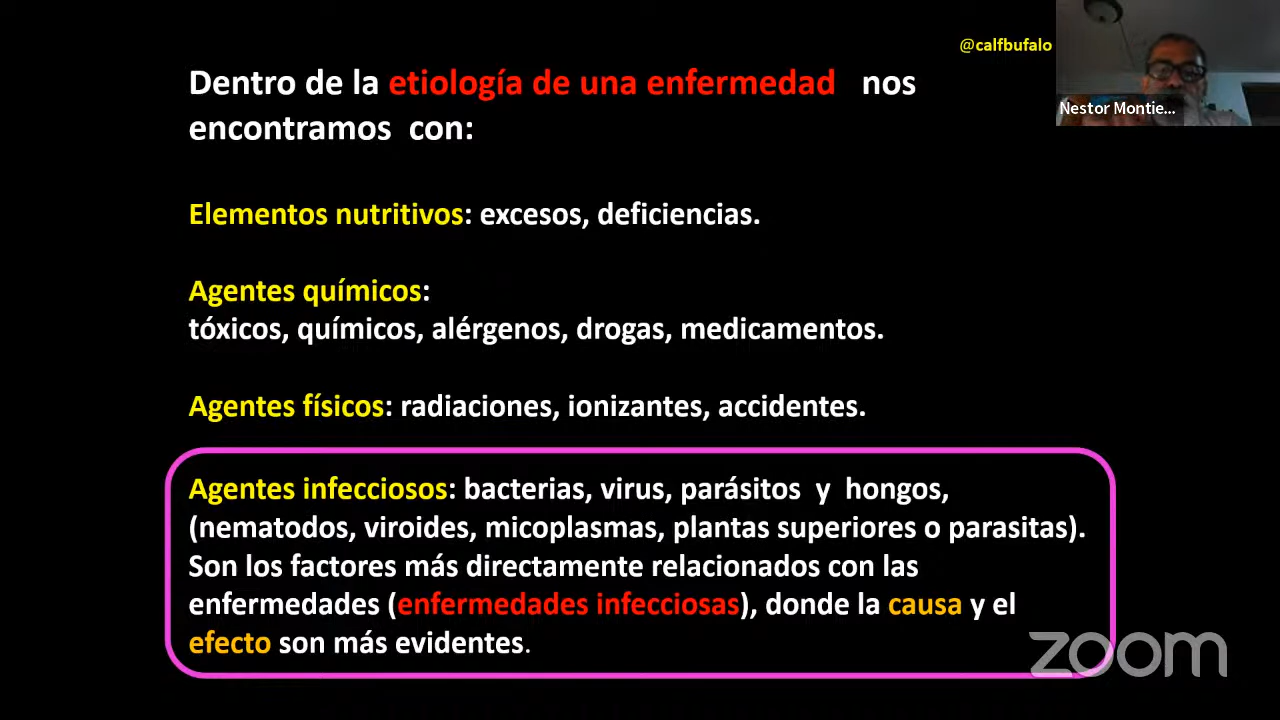 @calfbufalo
Nestor Montie...
Dentro de la etiología de una enfermedad nos
encontramos con:
Elementos nutritivos: excesos, deficiencias.
Agentes químicos:
tóxicos, químicos, alérgenos, drogas, medicamentos.
Agentes físicos: radiaciones, ionizantes, accidentes.
Agentes infecciosos: bacterias, virus, parásitos y hongos,
(nematodos, viroides, micoplasmas, plantas superiores o parasitas).
Son los factores más directamente relacionados con las
enfermedades (enfermedades infecciosas), donde la causa y el
efecto son más evidentes.
zoom